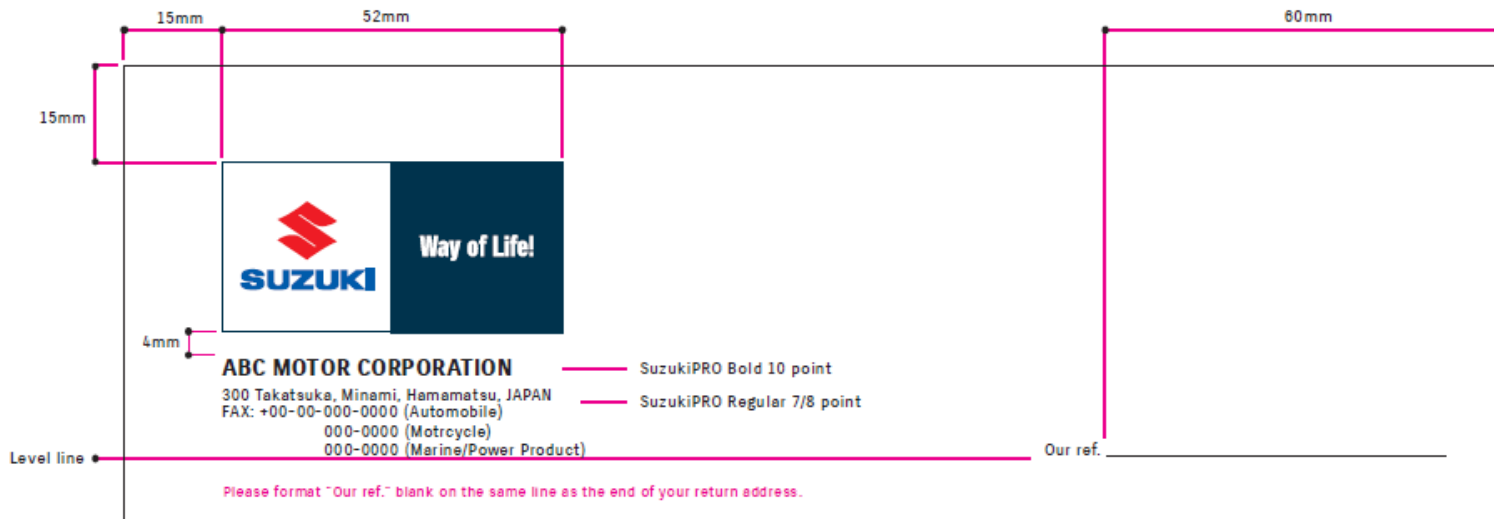 15mm 52mm 60mm
15mm
SUZUKI
Way of Life!
4mm
ABC MOTOR CORPORATION
SuzukiPRO Bold 10 point
300 Takatsuka, Minami, Hamamatsu, JAPAN
SuzukiPRO Regular 7/8 point
FAX: +00-00-000-0000 (Automobile)
000-0000 (Motrcycle)
000-0000 (Marine/Power Product)
Level line
Our ref.
Please format "Our ref." blank on the same line as the end of your return address.